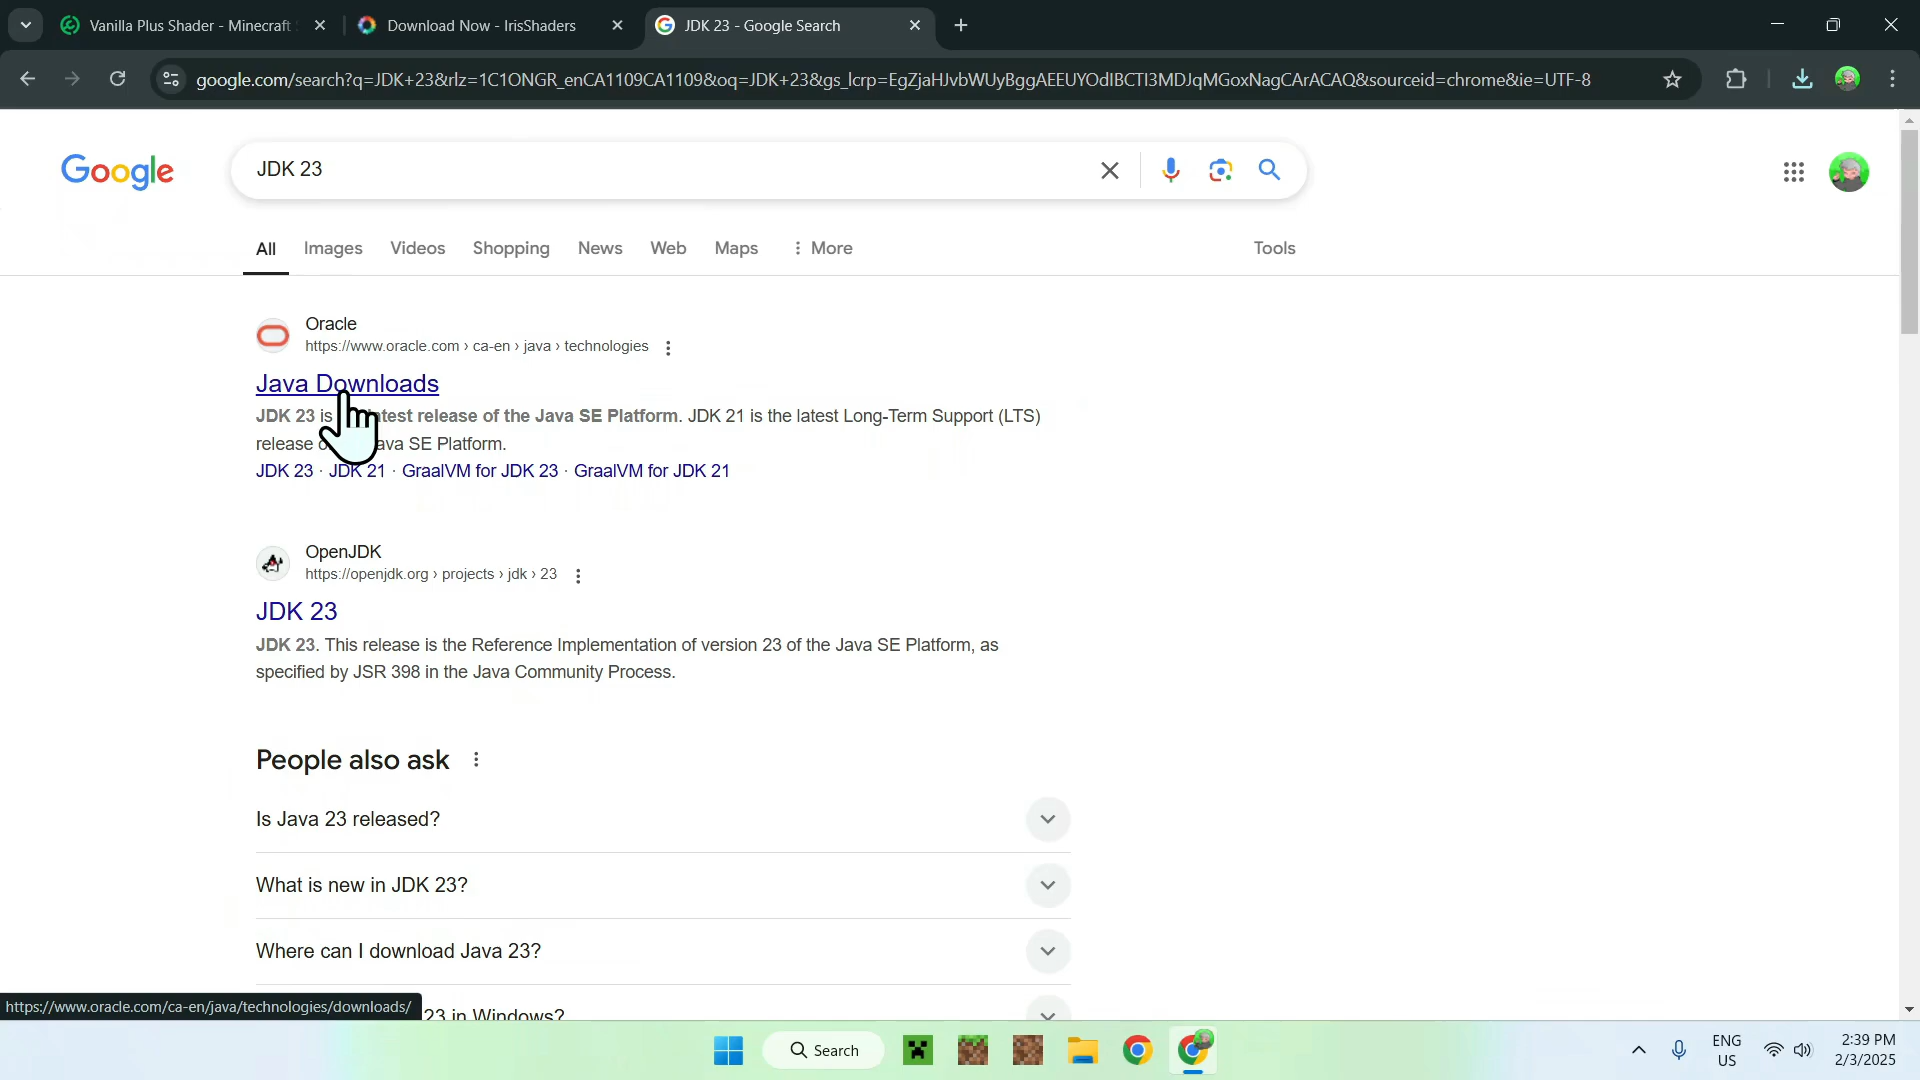 Vanilla Plus Shader - Minecraft
Download Now - IrisShaders
JDK 23 - Google Search
google.com/search?q=JDK+23&rlz=1C1ONGR_enCA1109CA1109&oq=JDK+23&gs_lcrp=EgZjaHJvbWUyBggAEEUYOdIBCTI3MDJqMGoxNagCArACAQ&sourceid=chrome&ie=UTF-8
Google
JDK 23
All
Images
Videos
Shopping
News
Web
Maps
More
Tools
Oracle
https://www.oracle.com › ca-en › java › technologies
Java Downloads
JDK 23 is latest release of the Java SE Platform. JDK 21 is the latest Long-Term Support (LTS)
release Java SE Platform.
JDK 23 · JDK 21 · GraalVM for JDK 23 · GraalVM for JDK 21
OpenJDK
https://openjdk.org › projects › jdk › 23
JDK 23
JDK 23. This release is the Reference Implementation of version 23 of the Java SE Platform, as
specified by JSR 398 in the Java Community Process.
People also ask
Is Java 23 released?
What is new in JDK 23?
Where can I download Java 23?
23 in Windows?
https://www.oracle.com/ca-en/java/technologies/downloads/
Search
ENG
US
2:39 PM
2/3/2025